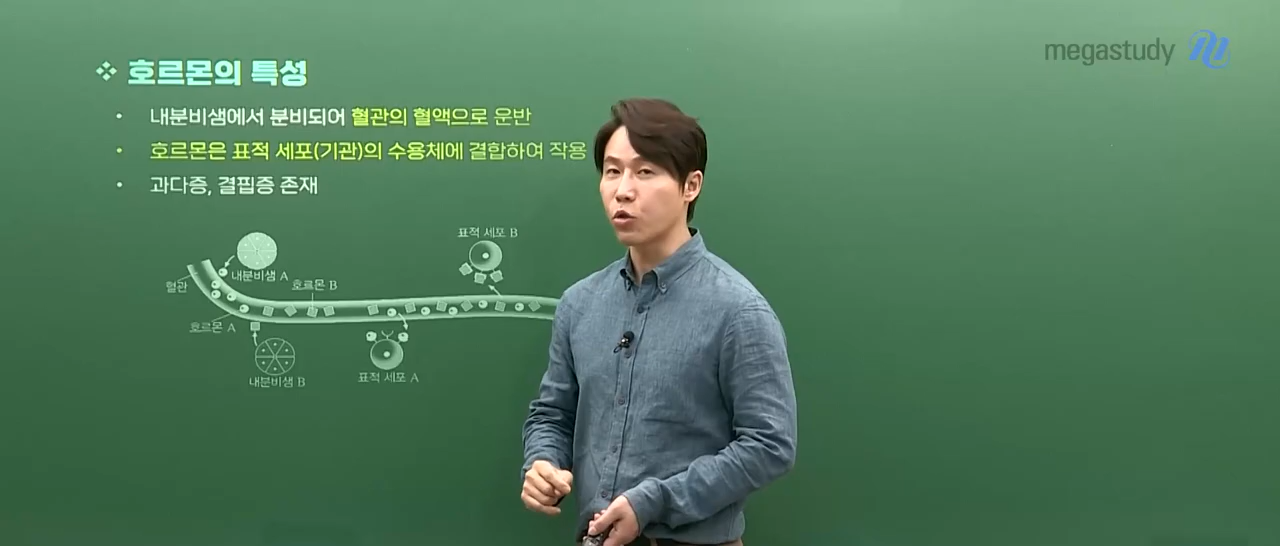 megastudy
❖ 호르몬의 특성
• 내분비샘에서 분비되어 혈관의 혈액으로 운반
• 호르몬은 표적 세포(기관)의 수용체에 결합하여 작용
• 과다증, 결핍증 존재
표적 세포 B
내분비샘 A
혈관
호르몬 B
호르몬 A
표적 세포 A
내분비샘 B